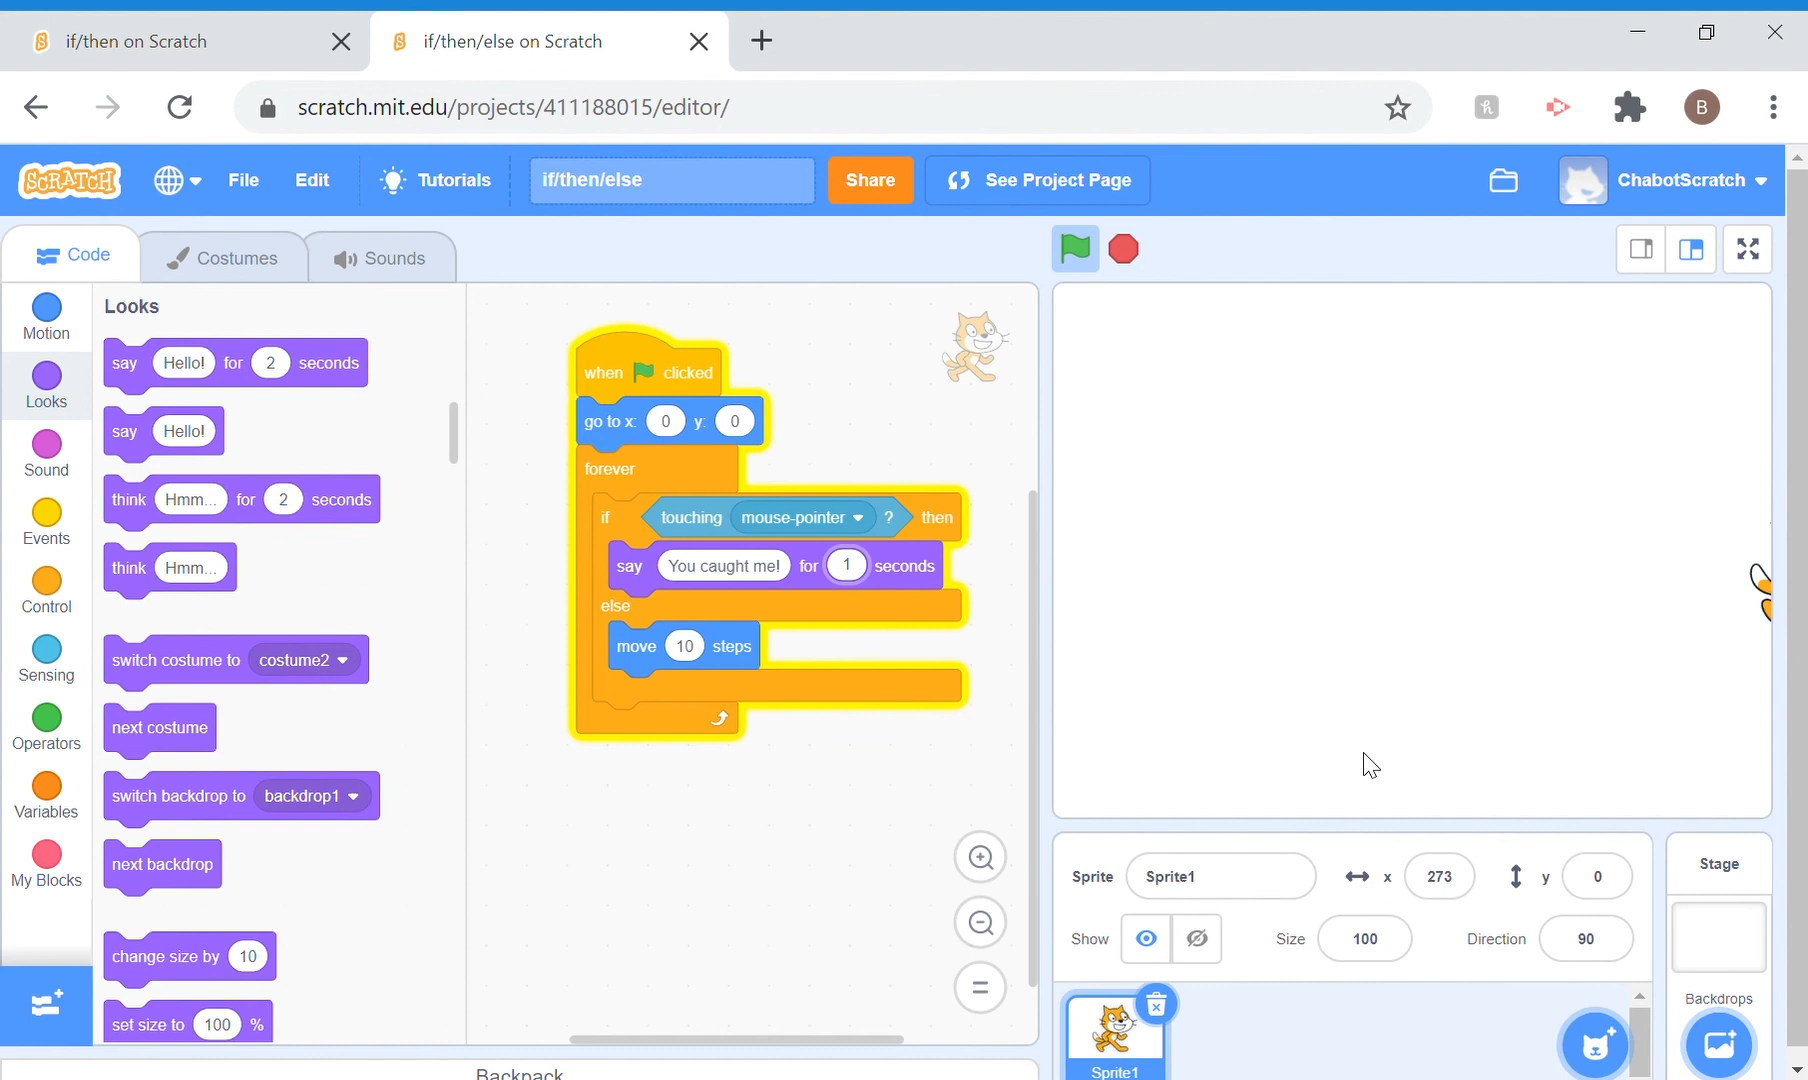 if/then on Scratch
if/then/else on Scratch
scratch.mit.edu/projects/411188015/editor/
B
SCRATCH
File
Edit
Tutorials
if/then/else
Share
See Project Page
ChabotScratch
Code
Costumes
Sounds
Motion
Looks
Sound
Events
Control
Sensing
Operators
Variables
My Blocks
Looks
say Hello! for 2 seconds
say Hello!
think Hmm... for 2 seconds
think Hmm...
switch costume to costume2
next costume
switch backdrop to backdrop1
next backdrop
change size by 10
set size to 100 %
when clicked
go to x: 0 y: 0
forever
if touching mouse-pointer ? then
say You caught me! for 1 seconds
else
move 10 steps
Backpack
Sprite Sprite1 x 273 y 0
Show Size 100 Direction 90
Sprite1
Stage
Backdrops